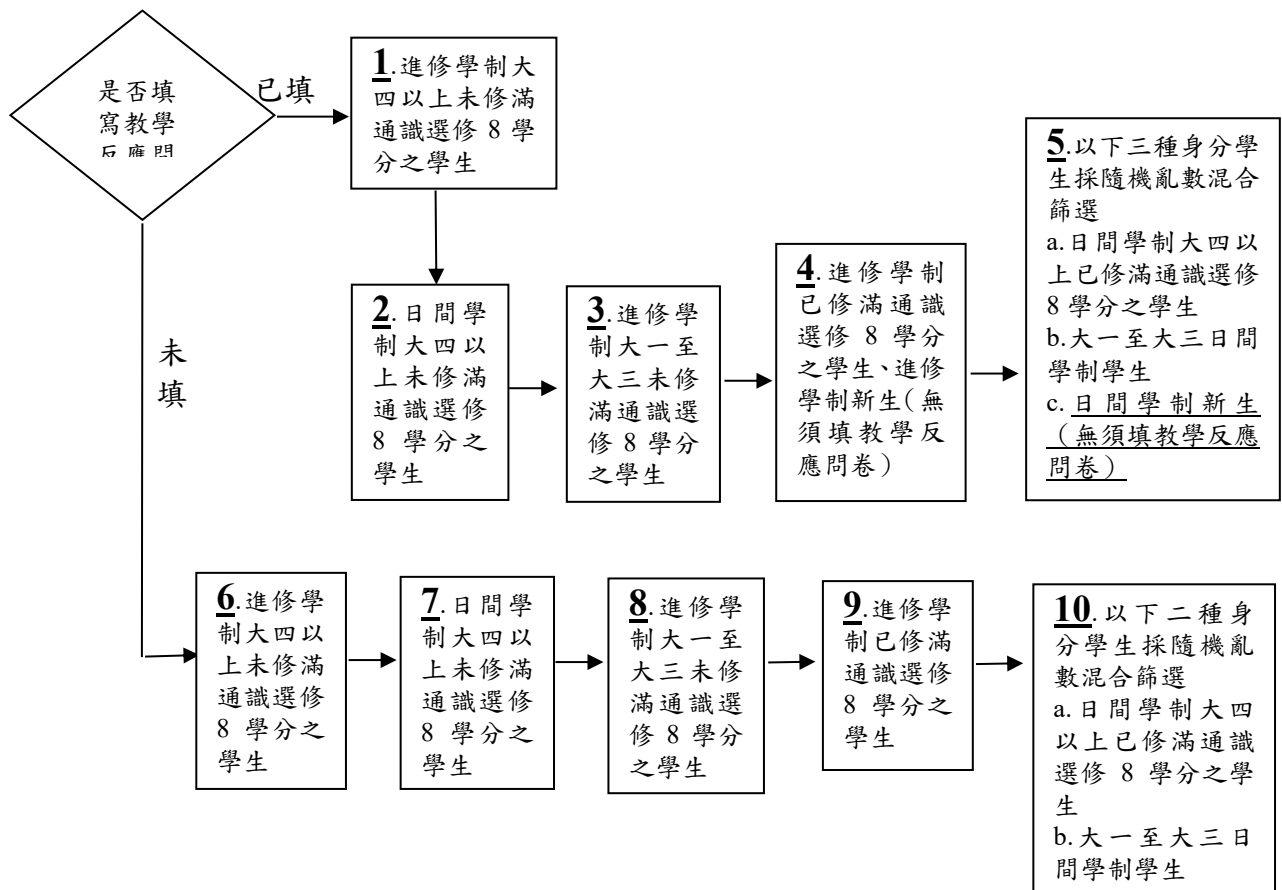 是否填
寫教學
反應問
已填
1.進修學制大
四以上未修滿
通識選修 8 學
分之學生
2.日間學
制大四以
上未修滿
通識選修
8 學分之
學生
3.進修學
制大一至
大三未修
滿通識選
修 8 學分
之學生
4.進修學制
已修滿通識
選修 8 學分
之學生、進修
學制新生(無
須填教學反
應問卷)
5.以下三種身分學
生採隨機亂數混合
篩選
a.日間學制大四以
上已修滿通識選修
8 學分之學生
b.大一至大三日間
學制學生
c.日間學制新生
(無須填教學反應
問卷)
未
填
6.進修學
制大四以
上未修滿
通識選修
8 學分之
學生
7.日間學
制大四以
上未修滿
通識選修
8 學分之
學生
8.進修學
制大一至
大三未修
滿通識選
修 8 學分
之學生
9.進修學
制已修滿
通識選修
8 學分之
學生
10.以下二種身
分學生採隨機亂
數混合篩選
a.日間學制大四
以上已修滿通識
選修 8 學分之學
生
b.大一至大三日
間學制學生